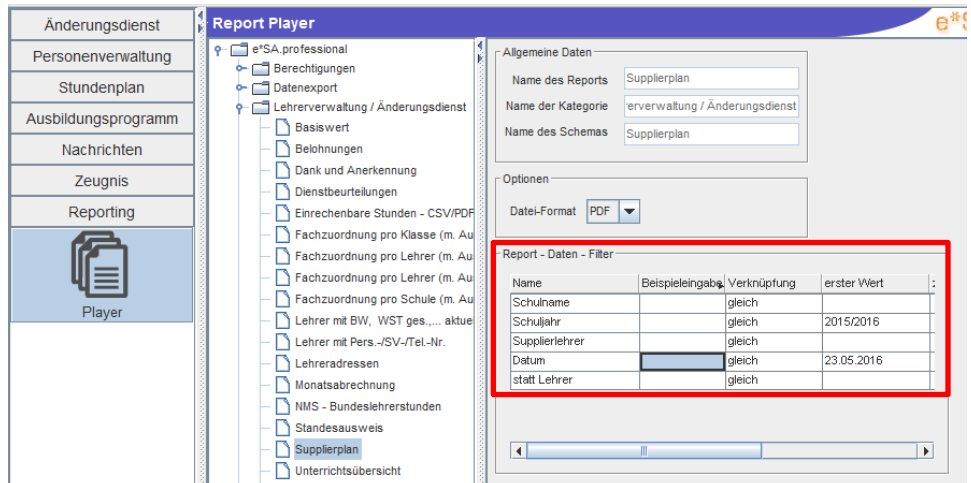 Änderungsdienst
Personenverwaltung
Stundenplan
Ausbildungsprogramm
Nachrichten
Zeugnis
Reporting
Player
Report Player
e*S
e*SA.professional
Berechtigungen
Datenexport
Lehrerverwaltung / Änderungsdienst
Basiswert
Belohnungen
Dank und Anerkennung
Dienstbeurteilungen
Einrechenbare Stunden - CSV/PDF
Fachzuordnung pro Klasse (m. Au
Fachzuordnung pro Lehrer (m. Au
Fachzuordnung pro Lehrer (m. Au
Fachzuordnung pro Schule (m. Au
Lehrer mit BW, WST ges.,... aktue
Lehrer mit Pers.-/SV-/Tel.-Nr.
Lehreradressen
Monatsabrechnung
NMS - Bundeslehrerstunden
Standesausweis
Supplierplan
Unterrichtsübersicht
Allgemeine Daten
Name des Reports Supplierplan
Name der Kategorie rerverwaltung / Änderungsdienst
Name des Schemas Supplierplan
Optionen
Datei-Format PDF
Report - Daten - Filter
Name Beispieleingabe Verknüpfung erster Wert
Schulname gleich
Schuljahr gleich 2015/2016
Supplierlehrer gleich
Datum gleich 23.05.2016
statt Lehrer gleich